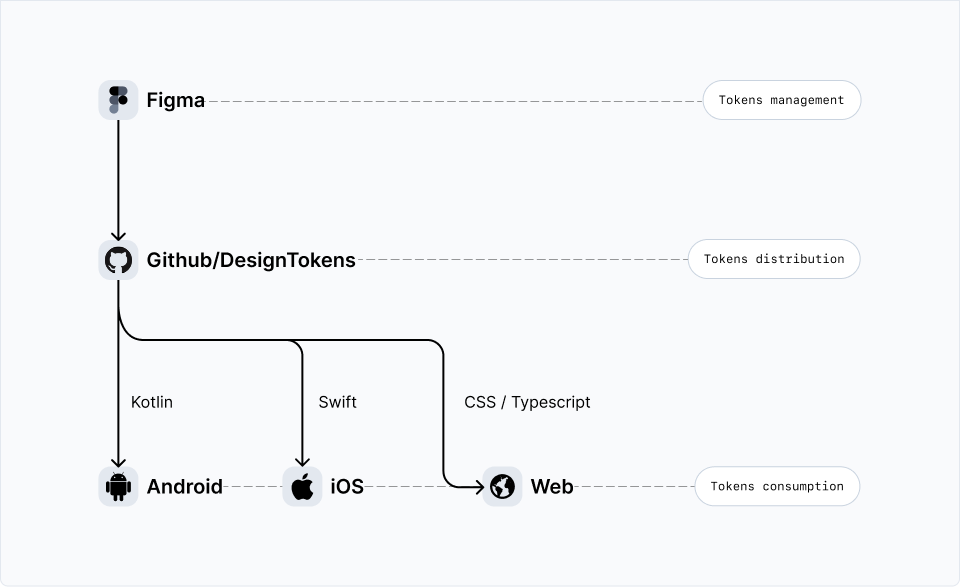 Figma
Tokens management
Github/DesignTokens
Tokens distribution
Kotlin
Swift
CSS / Typescript
Android
iOS
Web
Tokens consumption